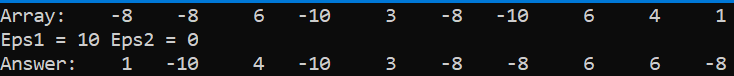 Array: -8 -8 6 -10 3 -8 -10 6 4 1
Eps1 = 10 Eps2 = 0
Answer: 1 -10 4 -10 3 -8 -8 6 6 -8